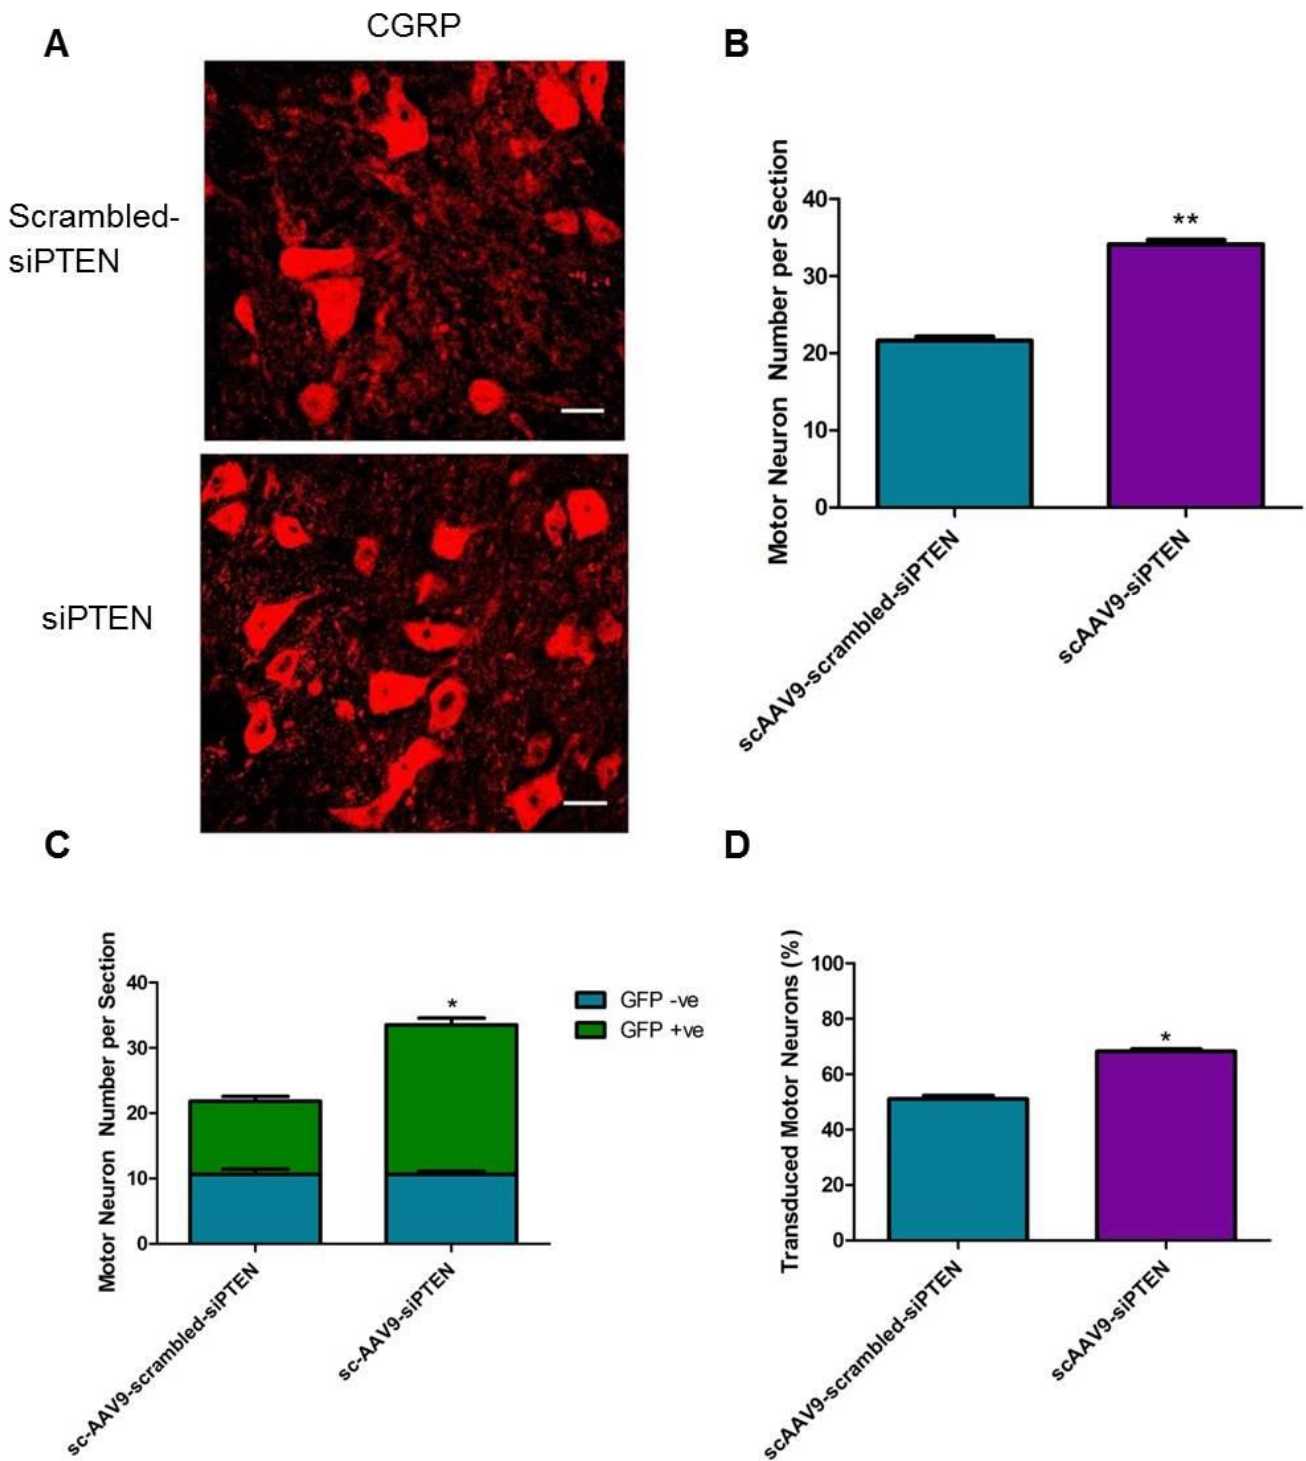 A
CGRP
Scrambled-
siPTEN
siPTEN
B
Motor Neuron Number per Section
40
30
20
10
0
**
scAAV9-scrambled-siPTEN
scAAV9-siPTEN
C
Motor Neuron Number per Section
40
30
20
10
0
*
GFP -ve
GFP +ve
sc-AAV9-scrambled-siPTEN
sc-AAV9-siPTEN
D
Transduced Motor Neurons (%)
100
80
60
40
20
0
*
scAAV9-scrambled-siPTEN
scAAV9-siPTEN